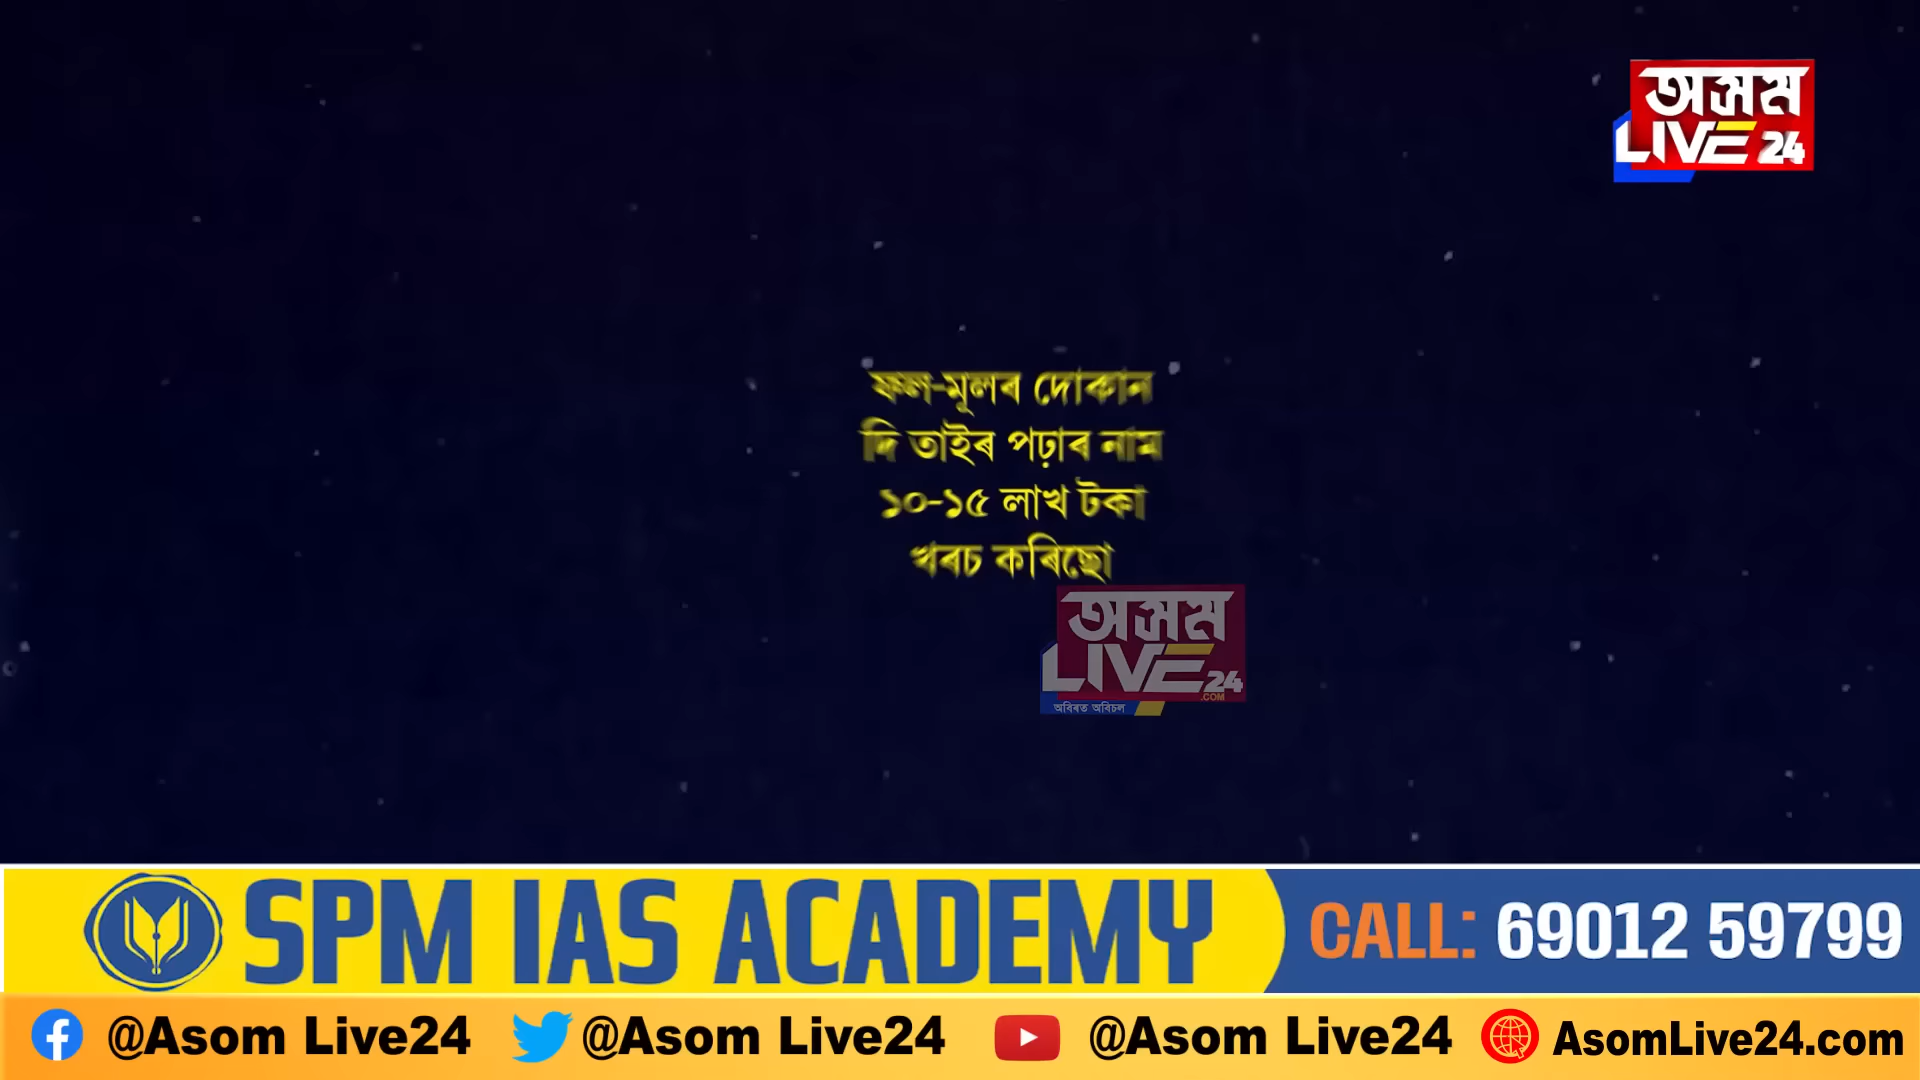 অসম
LIVE 24
ফল-মূলৰ দোকান
দি তাইৰ পঢ়াৰ নাম
১০-১৫ লাখ টকা
খৰচ কৰিছো
অসম
LIVE 24
.COM
অবিৰত অবিচল
SPM IAS ACADEMY CALL: 69012 59799
@Asom Live24 @Asom Live24 @Asom Live24 AsomLive24.com